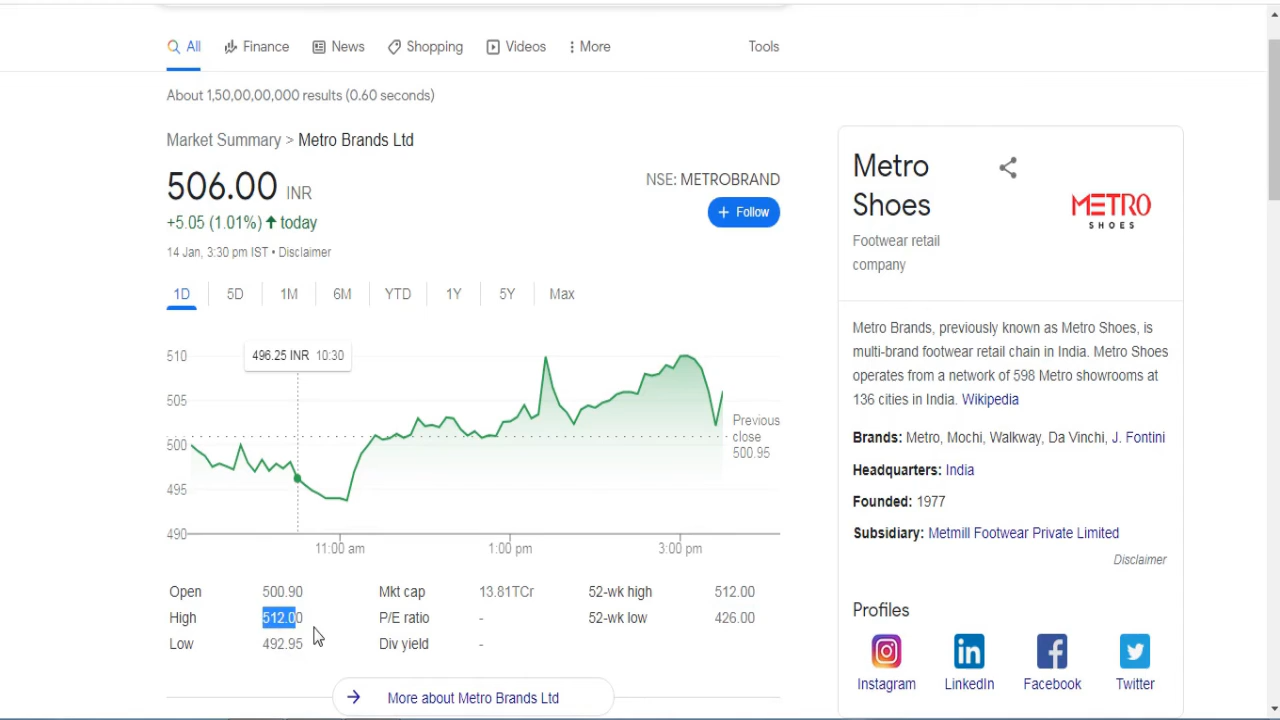 All Finance News Shopping Videos More Tools
About 1,50,00,00,000 results (0.60 seconds)
Market Summary > Metro Brands Ltd
506.00 INR
+5.05 (1.01%) today
14 Jan, 3:30 pm IST • Disclaimer
NSE: METROBRAND
+ Follow
1D 5D 1M 6M YTD 1Y 5Y Max
496.25 INR 10:30
510
505
500
495
490
Previous
close
500.95
11:00 am 1:00 pm 3:00 pm
Open 500.90 Mkt cap 13.81TCr 52-wk high 512.00
High 512.00 P/E ratio - 52-wk low 426.00
Low 492.95 Div yield -
More about Metro Brands Ltd
Metro
Shoes
Footwear retail
company
METRO
SHOES
Metro Brands, previously known as Metro Shoes, is
multi-brand footwear retail chain in India. Metro Shoes
operates from a network of 598 Metro showrooms at
136 cities in India. Wikipedia
Brands: Metro, Mochi, Walkway, Da Vinchi, J. Fontini
Headquarters: India
Founded: 1977
Subsidiary: Metmill Footwear Private Limited
Disclaimer
Profiles
Instagram LinkedIn Facebook Twitter